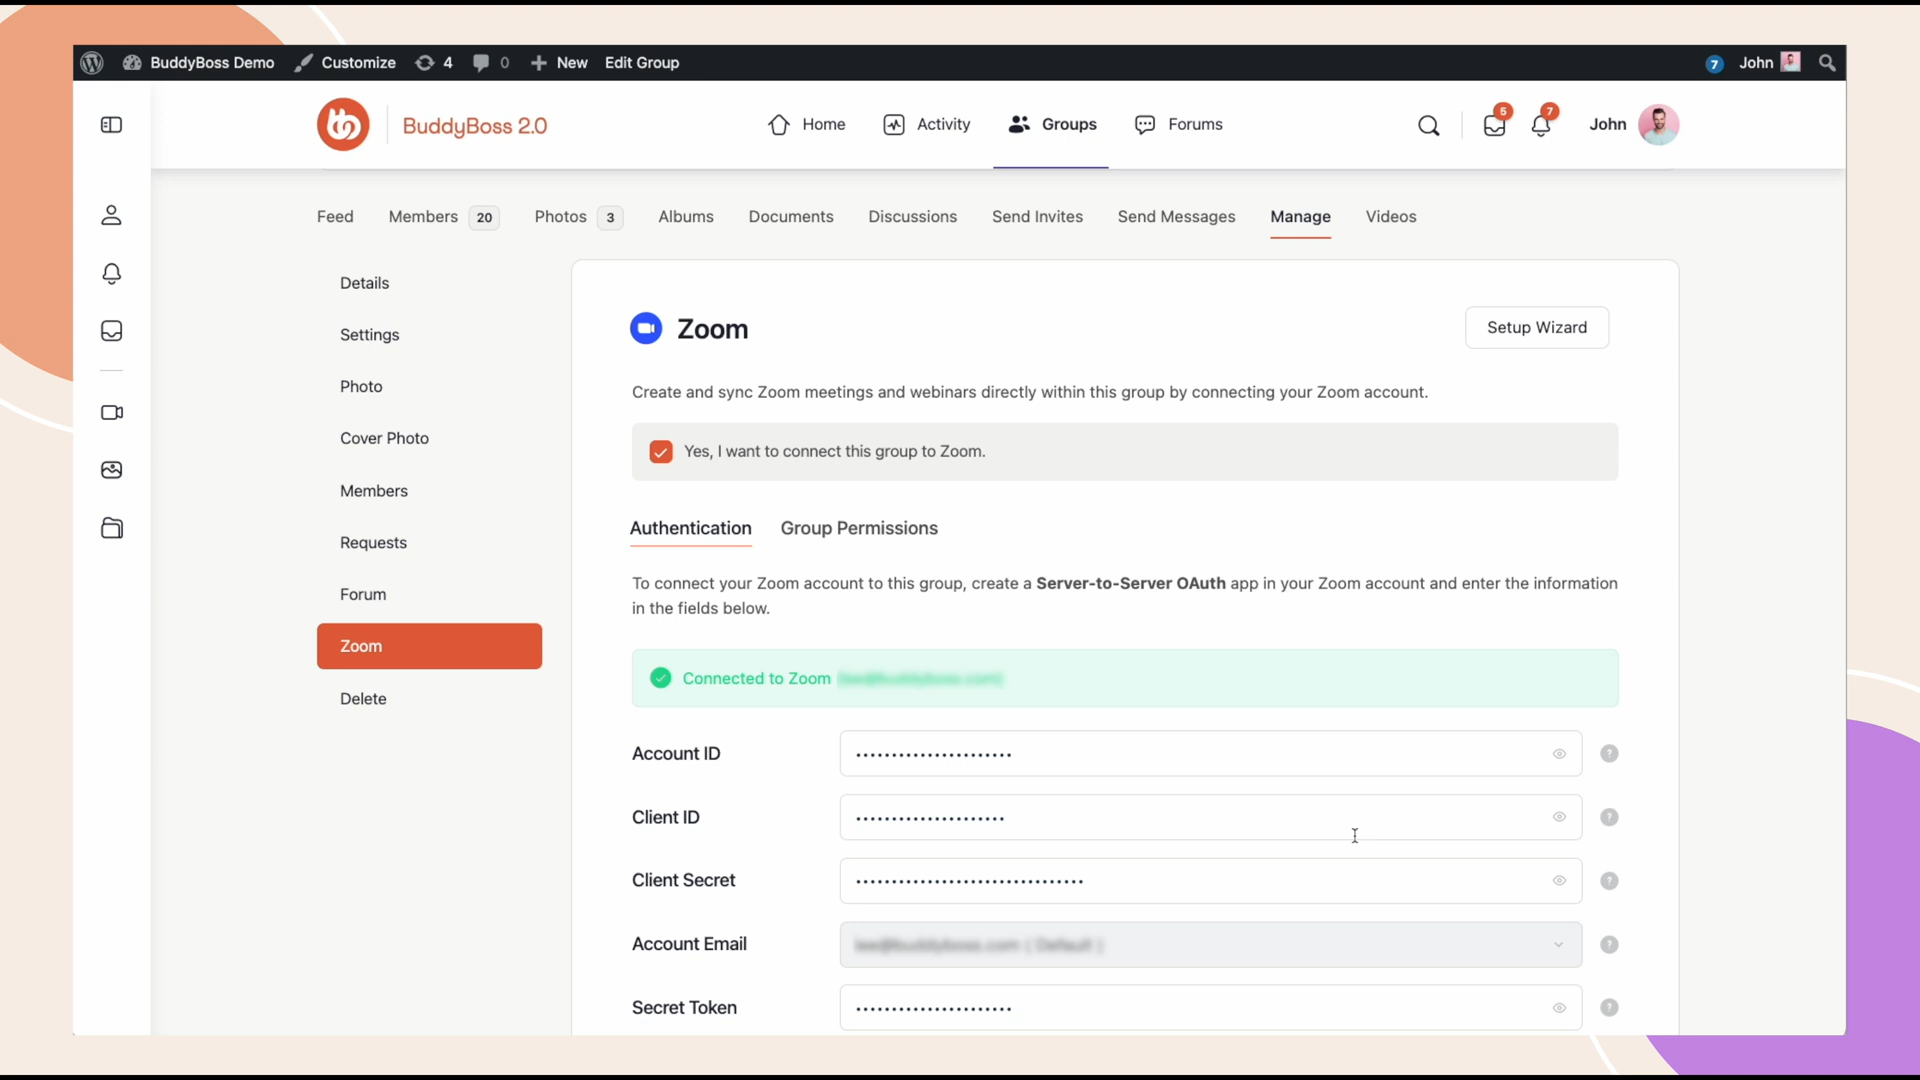 BuddyBoss Demo Customize 4 0 New Edit Group 7 John
BuddyBoss 2.0 Home Activity Groups Forums 5 7 John
Feed Members 20 Photos 3 Albums Documents Discussions Send Invites Send Messages Manage Videos
Details
Settings
Photo
Cover Photo
Members
Requests
Forum
Zoom
Delete
Zoom Setup Wizard
Create and sync Zoom meetings and webinars directly within this group by connecting your Zoom account.
Yes, I want to connect this group to Zoom.
Authentication Group Permissions
To connect your Zoom account to this group, create a Server-to-Server OAuth app in your Zoom account and enter the information
in the fields below.
Connected to Zoom
Account ID
Client ID
Client Secret
Account Email
Secret Token